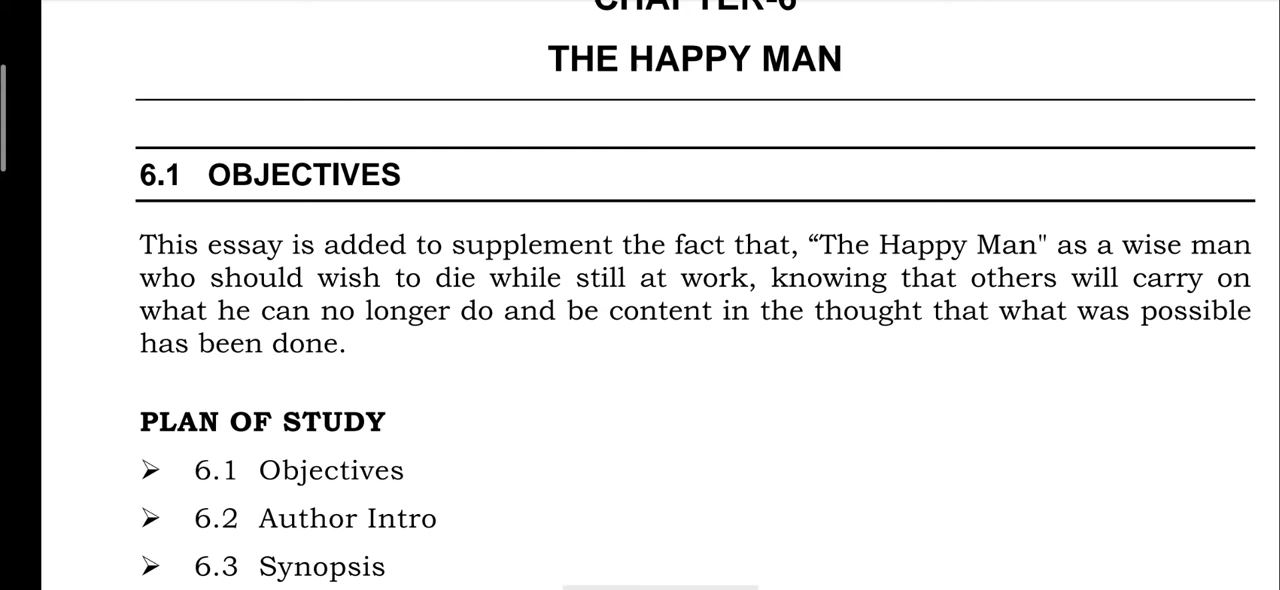 CHAPTER-6
THE HAPPY MAN
6.1 OBJECTIVES
This essay is added to supplement the fact that, “The Happy Man" as a wise man
who should wish to die while still at work, knowing that others will carry on
what he can no longer do and be content in the thought that what was possible
has been done.
PLAN OF STUDY
➢ 6.1 Objectives
➢ 6.2 Author Intro
➢ 6.3 Synopsis